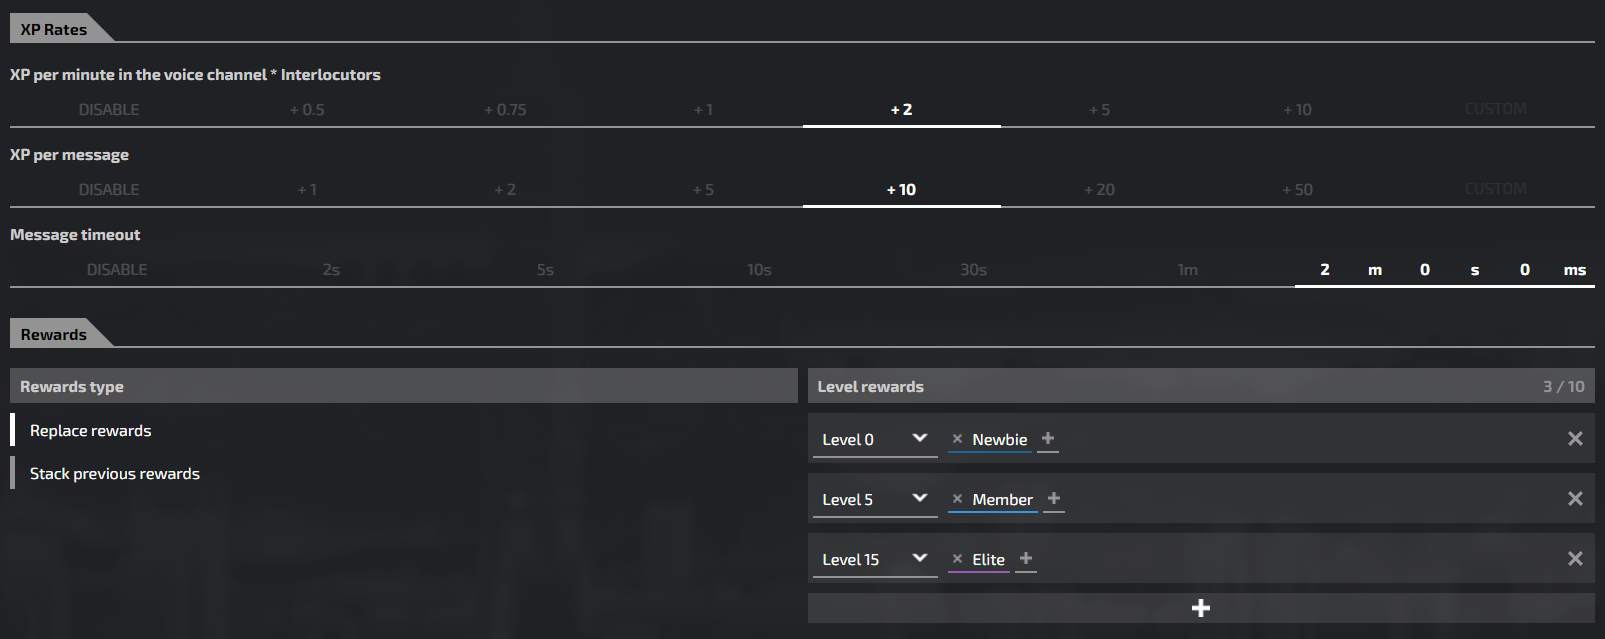 XP Rates
XP per minute in the voice channel * Interlocutors
DISABLE + 0.5 + 0.75 + 1 + 2 + 5 + 10 CUSTOM
XP per message
DISABLE + 1 + 2 + 5 + 10 + 20 + 50 CUSTOM
Message timeout
DISABLE 2s 5s 10s 30s 1m 2 m 0 s 0 ms
Rewards
Rewards type
Replace rewards
Stack previous rewards
Level rewards 3 / 10
Level 0 × Newbie +
Level 5 × Member +
Level 15 × Elite +